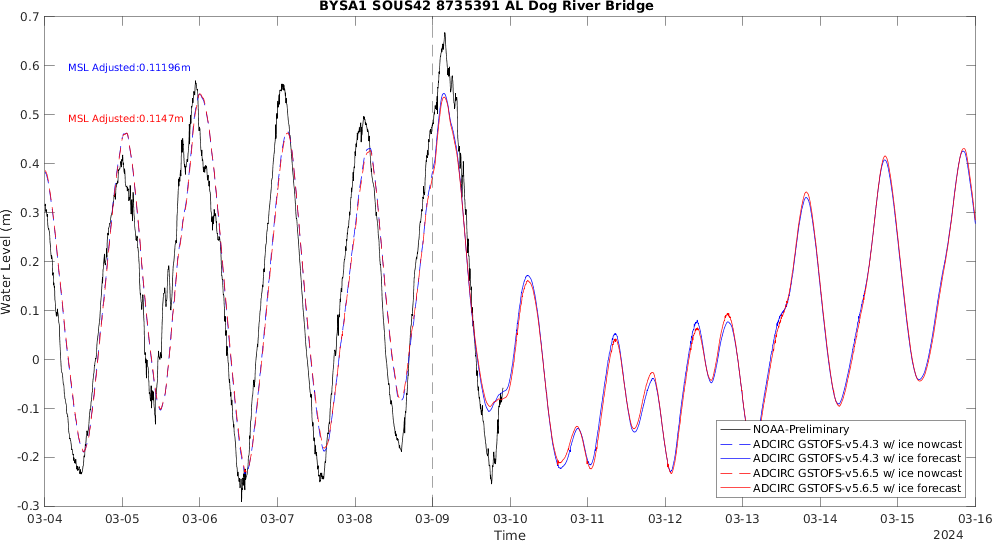 BYSA1 SOUS42 8735391 AL Dog River Bridge
0.7
0.6
0.5
0.4
0.3
0.2
0.1
0
-0.1
-0.2
-0.3
Water Level (m)
MSL Adjusted:0.11196m
MSL Adjusted:0.1147m
NOAA-Preliminary
ADCIRC GSTOFS-v5.4.3 w/ ice nowcast
ADCIRC GSTOFS-v5.4.3 w/ ice forecast
ADCIRC GSTOFS-v5.6.5 w/ ice nowcast
ADCIRC GSTOFS-v5.6.5 w/ ice forecast
03-04 03-05 03-06 03-07 03-08 03-09 03-10 03-11 03-12 03-13 03-14 03-15 03-16
Time
2024